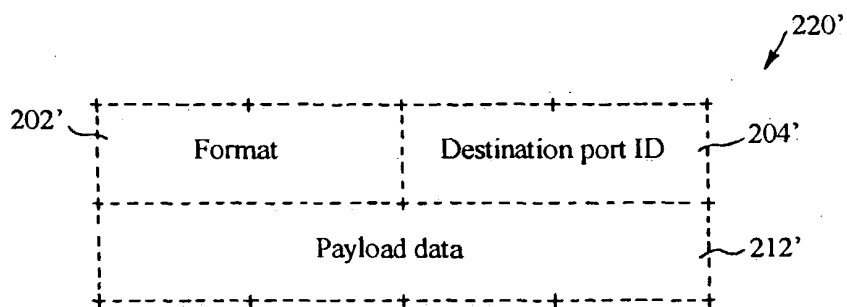 220’
202’
Format
Destination port ID
204’
Payload data
212’